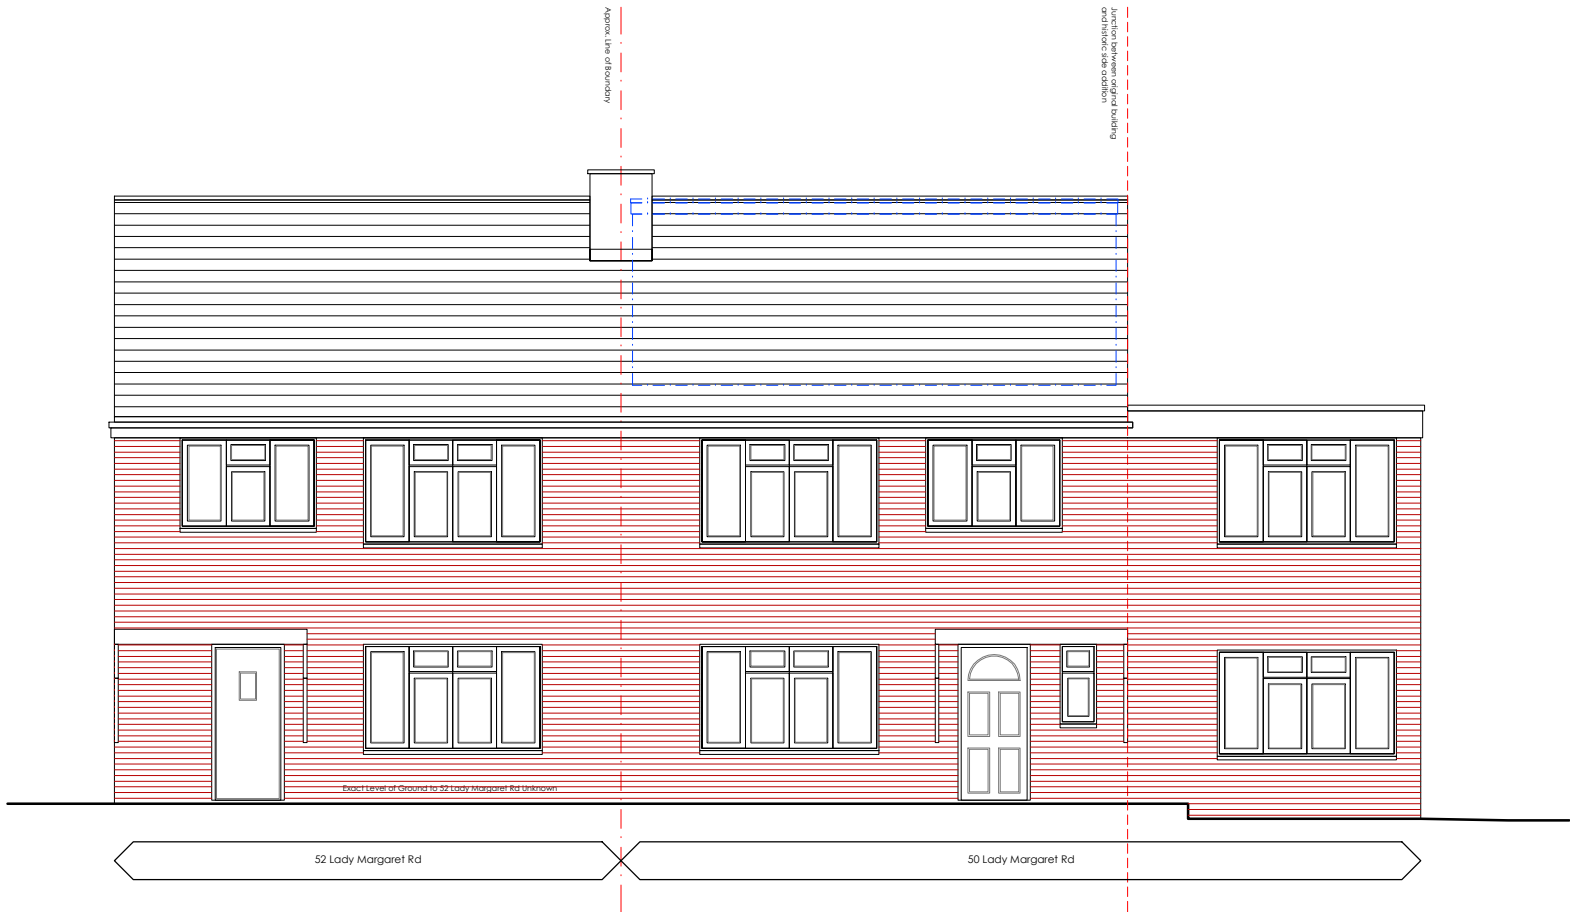 Approx. Line of Boundary
Junction between original building
and historic side addition
Exact Level of Ground to 52 Lady Margaret Rd Unknown
52 Lady Margaret Rd
50 Lady Margaret Rd